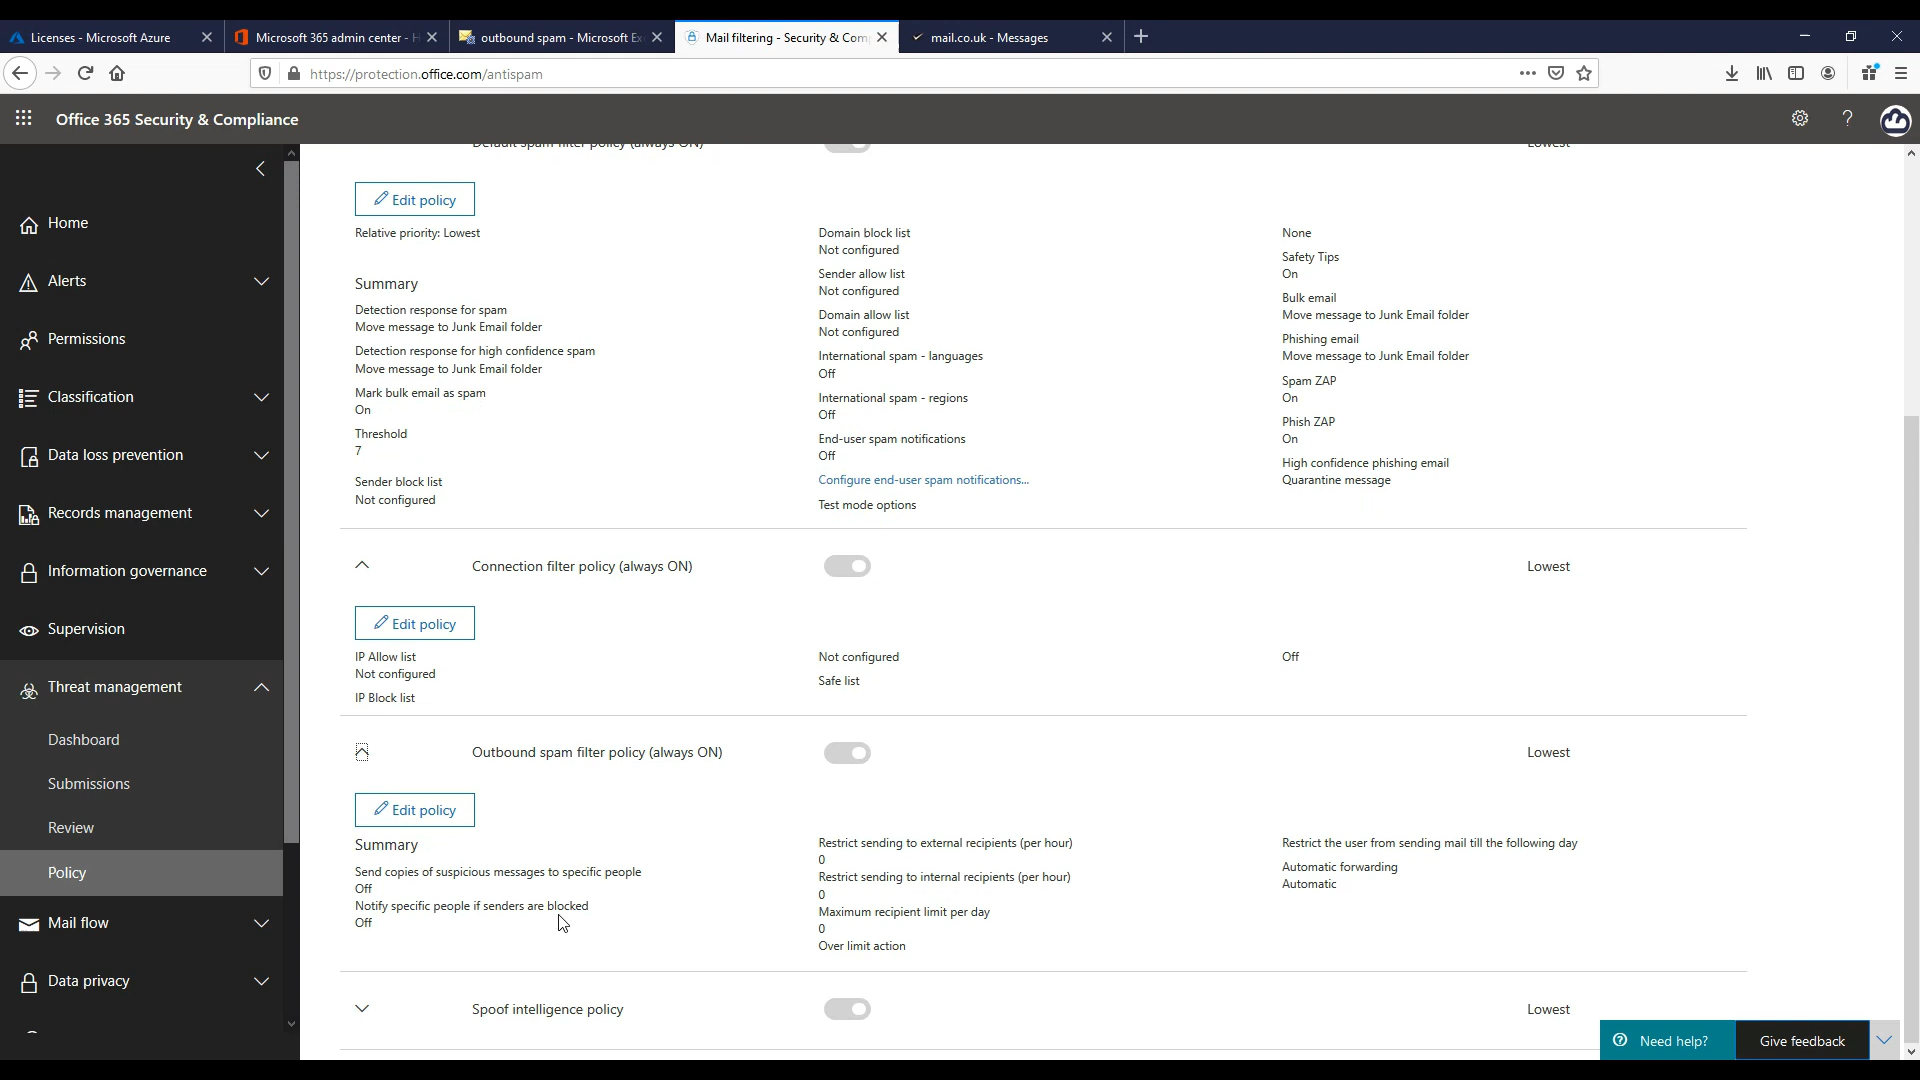 Licenses - Microsoft Azure
Microsoft 365 admin center - H
outbound spam - Microsoft Ex
Mail filtering - Security & Com
mail.co.uk - Messages
https://protection.office.com/antispam
Office 365 Security & Compliance
Home
Alerts
Permissions
Classification
Data loss prevention
Records management
Information governance
Supervision
Threat management
Dashboard
Submissions
Review
Policy
Mail flow
Data privacy
Default spam filter policy (always ON)
Lowest
Edit policy
Relative priority: Lowest
Summary
Detection response for spam
Move message to Junk Email folder
Detection response for high confidence spam
Move message to Junk Email folder
Mark bulk email as spam
On
Threshold
7
Sender block list
Not configured
Domain block list
Not configured
Sender allow list
Not configured
Domain allow list
Not configured
International spam - languages
Off
International spam - regions
Off
End-user spam notifications
Off
Configure end-user spam notifications...
Test mode options
None
Safety Tips
On
Bulk email
Move message to Junk Email folder
Phishing email
Move message to Junk Email folder
Spam ZAP
On
Phish ZAP
On
High confidence phishing email
Quarantine message
Connection filter policy (always ON)
Lowest
Edit policy
IP Allow list
Not configured
IP Block list
Not configured
Safe list
Off
Outbound spam filter policy (always ON)
Lowest
Edit policy
Summary
Send copies of suspicious messages to specific people
Off
Notify specific people if senders are blocked
Off
Restrict sending to external recipients (per hour)
0
Restrict sending to internal recipients (per hour)
0
Maximum recipient limit per day
0
Over limit action
Restrict the user from sending mail till the following day
Automatic forwarding
Automatic
Spoof intelligence policy
Lowest
Need help?
Give feedback